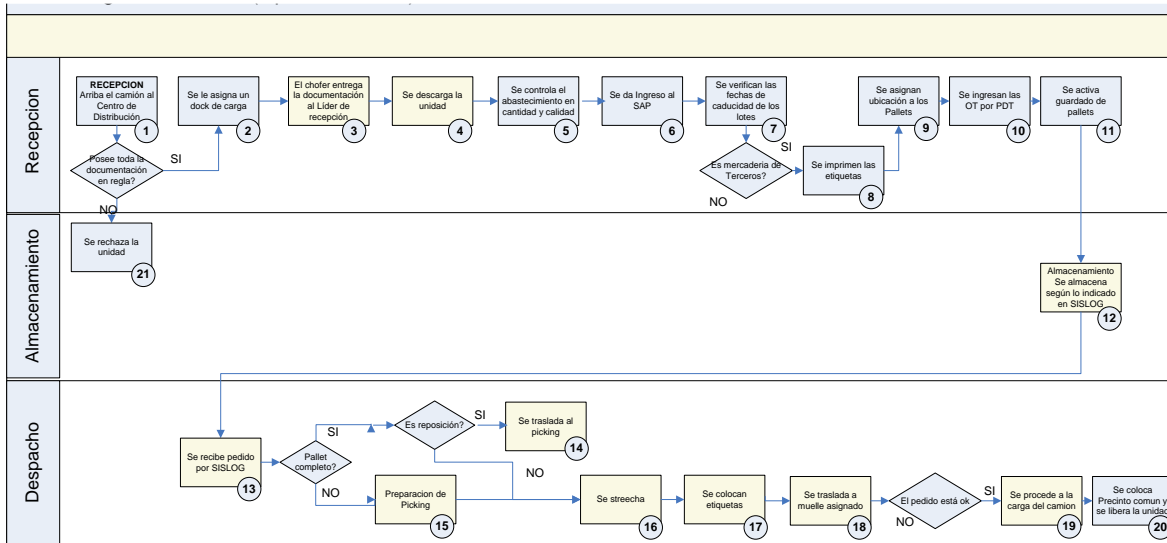 Recepcion
RECEPCION
Arriba el camión al
Centro de
Distribución
1
Se le asigna un
dock de carga
2
El chofer entrega
la documentación
al Líder de
recepción
3
Se descarga la
unidad
4
Se controla el
abastecimiento en
cantidad y calidad
5
Se da Ingreso al
SAP
6
Se verifican las
fechas de
caducidad de los
lotes
7
Se asignan
ubicación a los
Pallets
9
Se ingresan las
OT por PDT
10
Se activa
guardado de
pallets
11
Posee toda la
documentación
en regla?
SI
NO
Es mercaderia de
Terceros?
SI
NO
Se imprimen las
etiquetas
8
Almacenamiento
Se rechaza la
unidad
21
Almacenamiento
Se almacena
según lo indicado
en SISLOG
12
Despacho
Se recibe pedido
por SISLOG
13
Pallet
completo?
SI
NO
Es reposición?
SI
NO
Se traslada al
picking
14
Preparacion de
Picking
15
Se streecha
16
Se colocan
etiquetas
17
Se traslada a
muelle asignado
18
El pedido está ok
SI
NO
Se procede a la
carga del camion
19
Se coloca
Precinto comun y
se libera la unidad
20